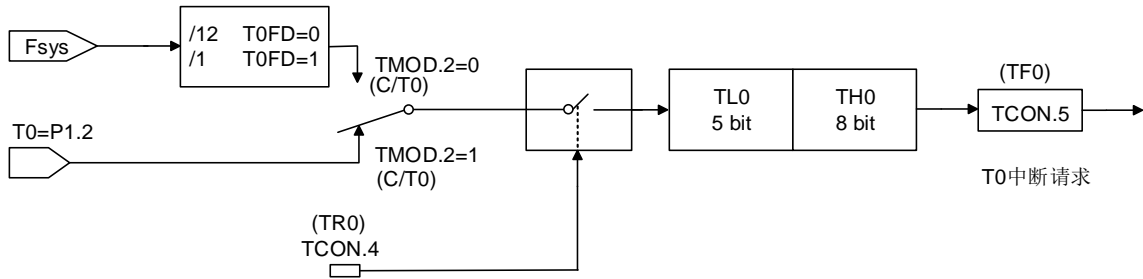 Fsys
/12 T0FD=0
/1 T0FD=1
TMOD.2=0
(C/T0)
T0=P1.2
TMOD.2=1
(C/T0)
(TR0)
TCON.4
TL0
5 bit
TH0
8 bit
(TF0)
TCON.5
T0中断请求